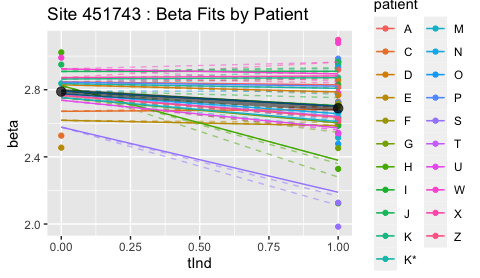 Site 451743 : Beta Fits by Patient
beta
2.8
2.4
2.0
0.00 0.25 0.50 0.75 1.00
tInd
patient
A
C
D
E
F
G
H
I
J
K
K*
M
N
O
P
S
T
U
W
X
Z